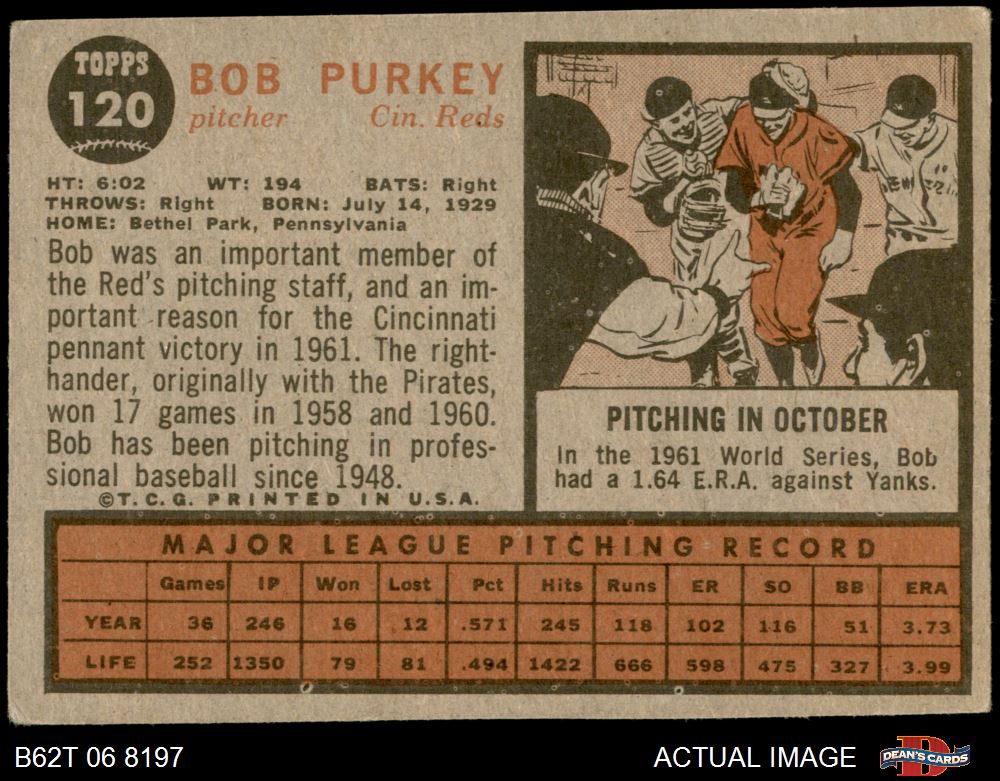 TOPPS
120
BOB PURKEY
pitcher Cin. Reds
HT: 6:02 WT: 194 BATS: Right
THROWS: Right BORN: July 14, 1929
HOME: Bethel Park, Pennsylvania
Bob was an important member of
the Red's pitching staff, and an im-
portant reason for the Cincinnati
pennant victory in 1961. The right-
hander, originally with the Pirates,
won 17 games in 1958 and 1960.
Bob has been pitching in profes-
sional baseball since 1948.
©T.C.G. PRINTED IN U.S.A.
PITCHING IN OCTOBER
In the 1961 World Series, Bob
had a 1.64 E.R.A. against Yanks.
MAJOR LEAGUE PITCHING RECORD
Games IP Won Lost Pct Hits Runs ER SO BB ERA
YEAR 36 246 16 12 .571 245 118 102 116 51 3.73
LIFE 252 1350 79 81 .494 1422 666 598 475 327 3.99
B62T 06 8197 ACTUAL IMAGE
DEAN'S CARDS